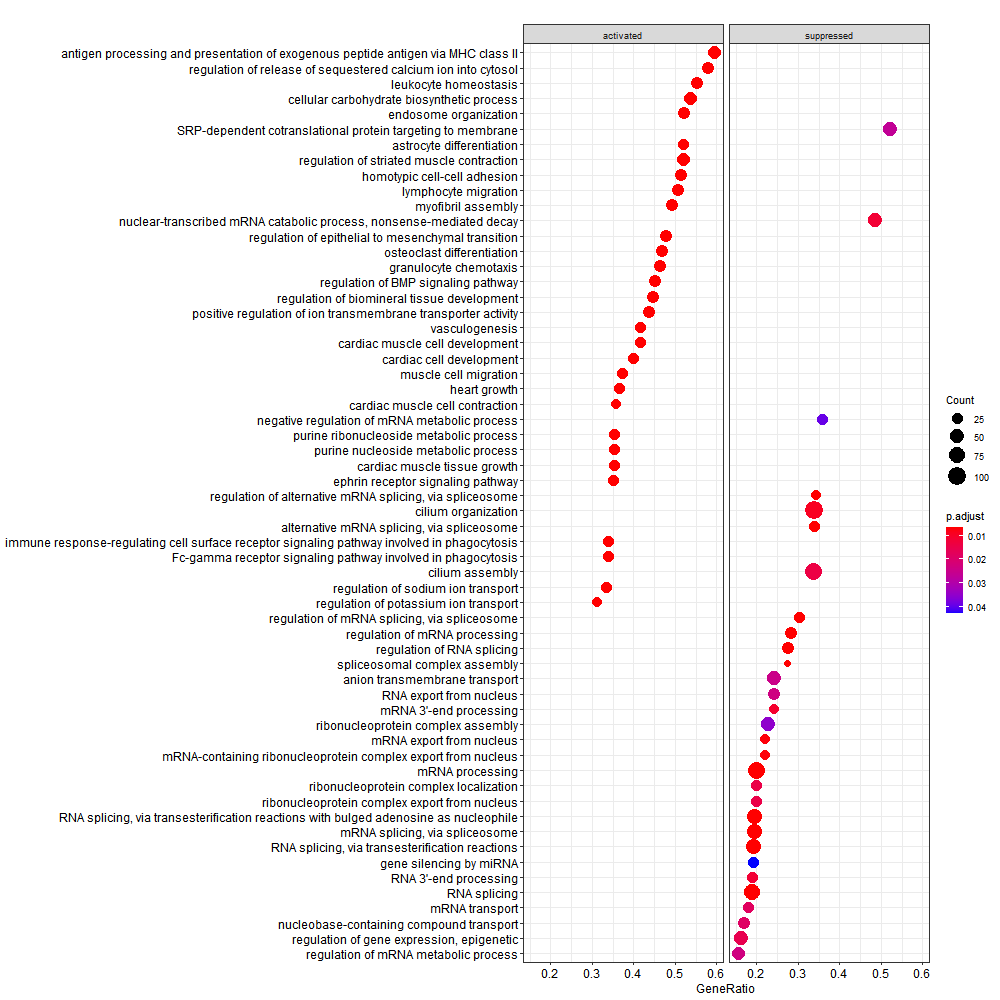 activated
suppressed
antigen processing and presentation of exogenous peptide antigen via MHC class II
regulation of release of sequestered calcium ion into cytosol
leukocyte homeostasis
cellular carbohydrate biosynthetic process
endosome organization
SRP-dependent cotranslational protein targeting to membrane
astrocyte differentiation
regulation of striated muscle contraction
homotypic cell-cell adhesion
lymphocyte migration
myofibril assembly
nuclear-transcribed mRNA catabolic process, nonsense-mediated decay
regulation of epithelial to mesenchymal transition
osteoclast differentiation
granulocyte chemotaxis
regulation of BMP signaling pathway
regulation of biomineral tissue development
positive regulation of ion transmembrane transporter activity
vasculogenesis
cardiac muscle cell development
cardiac cell development
muscle cell migration
heart growth
cardiac muscle cell contraction
negative regulation of mRNA metabolic process
purine ribonucleoside metabolic process
purine nucleoside metabolic process
cardiac muscle tissue growth
ephrin receptor signaling pathway
regulation of alternative mRNA splicing, via spliceosome
cilium organization
alternative mRNA splicing, via spliceosome
immune response-regulating cell surface receptor signaling pathway involved in phagocytosis
Fc-gamma receptor signaling pathway involved in phagocytosis
cilium assembly
regulation of sodium ion transport
regulation of potassium ion transport
regulation of mRNA splicing, via spliceosome
regulation of mRNA processing
regulation of RNA splicing
spliceosomal complex assembly
anion transmembrane transport
RNA export from nucleus
mRNA 3'-end processing
ribonucleoprotein complex assembly
mRNA export from nucleus
mRNA-containing ribonucleoprotein complex export from nucleus
mRNA processing
ribonucleoprotein complex localization
ribonucleoprotein complex export from nucleus
RNA splicing, via transesterification reactions with bulged adenosine as nucleophile
mRNA splicing, via spliceosome
RNA splicing, via transesterification reactions
gene silencing by miRNA
RNA 3'-end processing
RNA splicing
mRNA transport
nucleobase-containing compound transport
regulation of gene expression, epigenetic
regulation of mRNA metabolic process
0.2 0.3 0.4 0.5 0.6
0.2 0.3 0.4 0.5 0.6
GeneRatio
Count
25
50
75
100
p.adjust
0.01
0.02
0.03
0.04